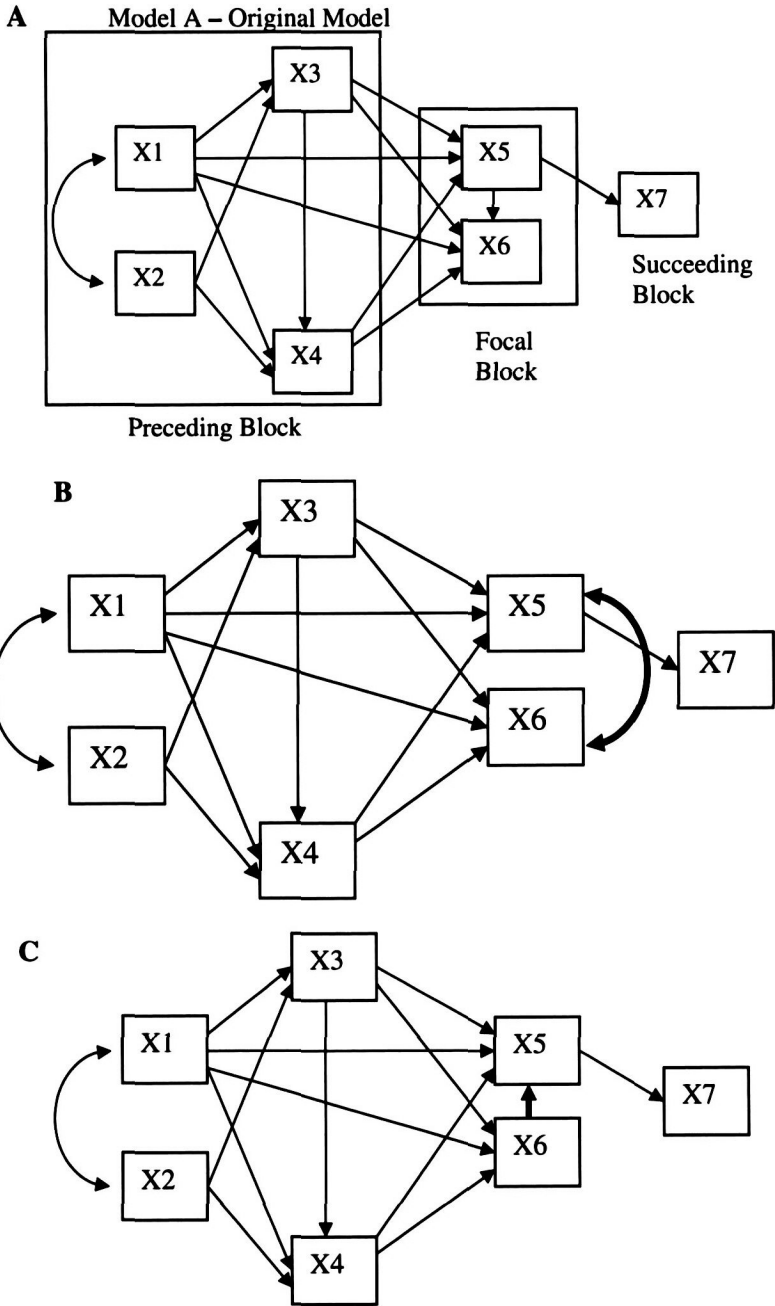 A
Model A – Original Model
X3
X1
X5
X7
X2
X6
Succeeding
Block
X4
Focal
Block
Preceding Block
B
X3
X1
X5
X7
X2
X6
X4
C
X3
X1
X5
X7
X2
X6
X4